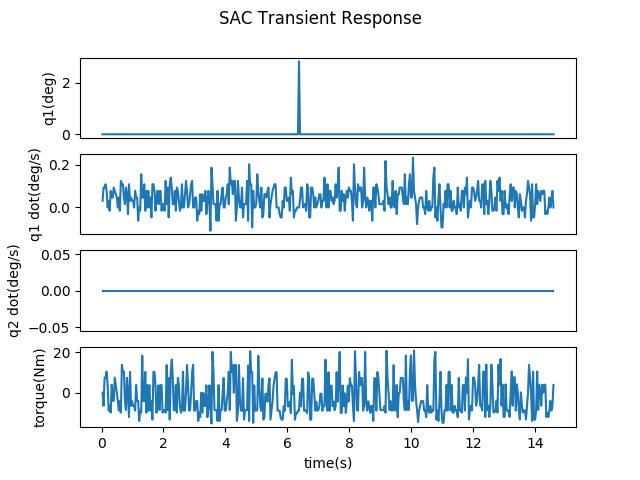 SAC Transient Response
q1(deg)
2
0
q1 dot(deg/s)
0.2
0.0
q2 dot(deg/s)
0.05
0.00
−0.05
torque(Nm)
20
0
0 2 4 6 8 10 12 14
time(s)